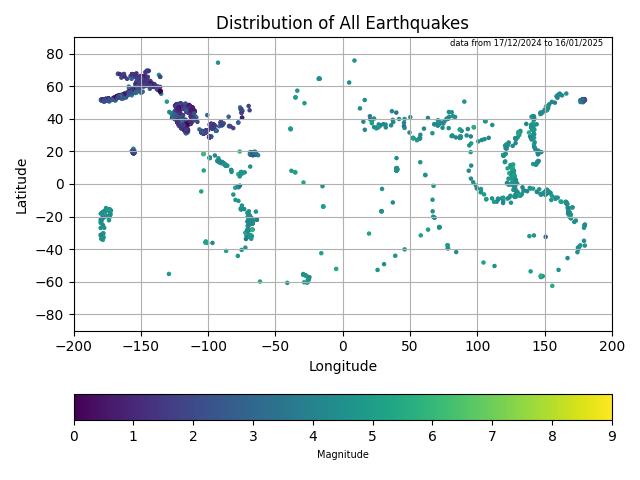 Distribution of All Earthquakes
data from 17/12/2024 to 16/01/2025
80
60
40
20
0
−20
−40
−60
−80
Latitude
−200 −150 −100 −50 0 50 100 150 200
Longitude
0 1 2 3 4 5 6 7 8 9
Magnitude